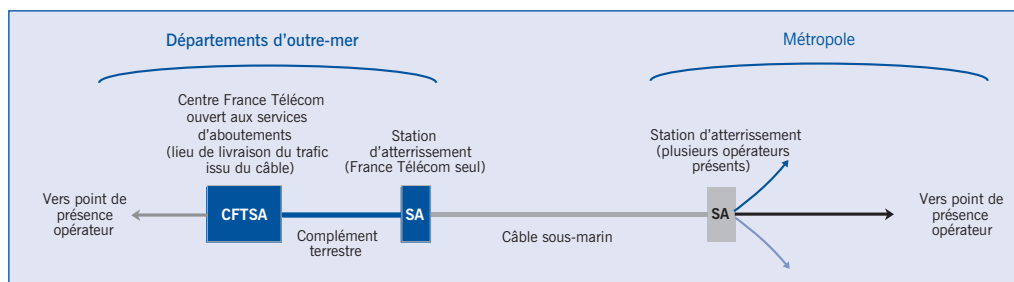 Départements d'outre-mer
Métropole
Centre France Télécom
ouvert aux services
d'aboutements
(lieu de livraison du trafic
issu du câble)
Station
d'atterrissement
(France Télécom seul)
Station d'atterrissement
(plusieurs opérateurs
présents)
Vers point de
présence
opérateur
CFTSA
SA
SA
Vers point de
présence
opérateur
Complément
terrestre
Câble sous-marin